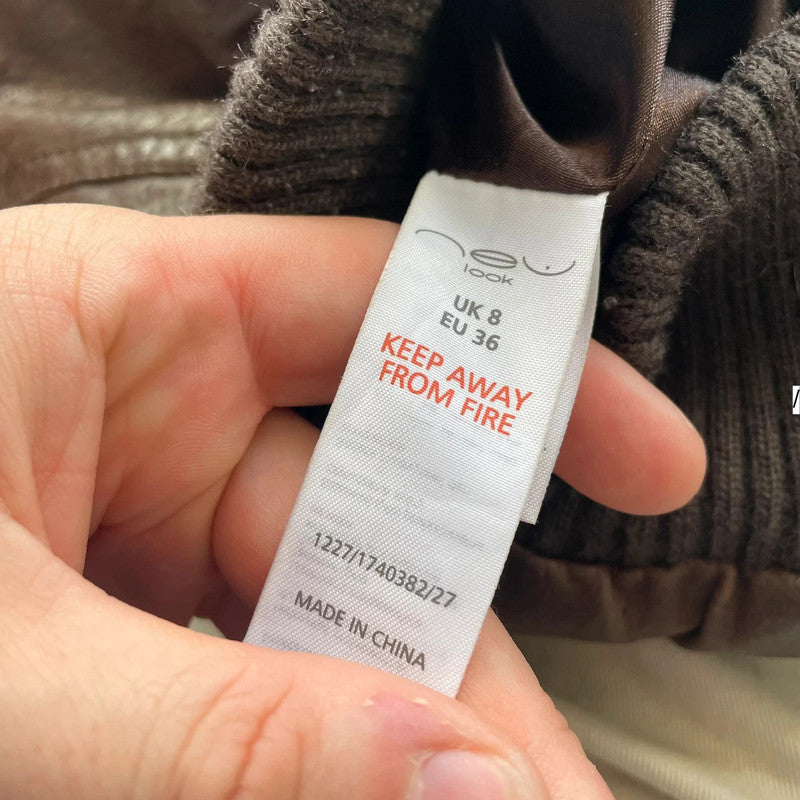 new
look
UK 8
EU 36
KEEP AWAY
FROM FIRE
1227/1740382/27
MADE IN CHINA